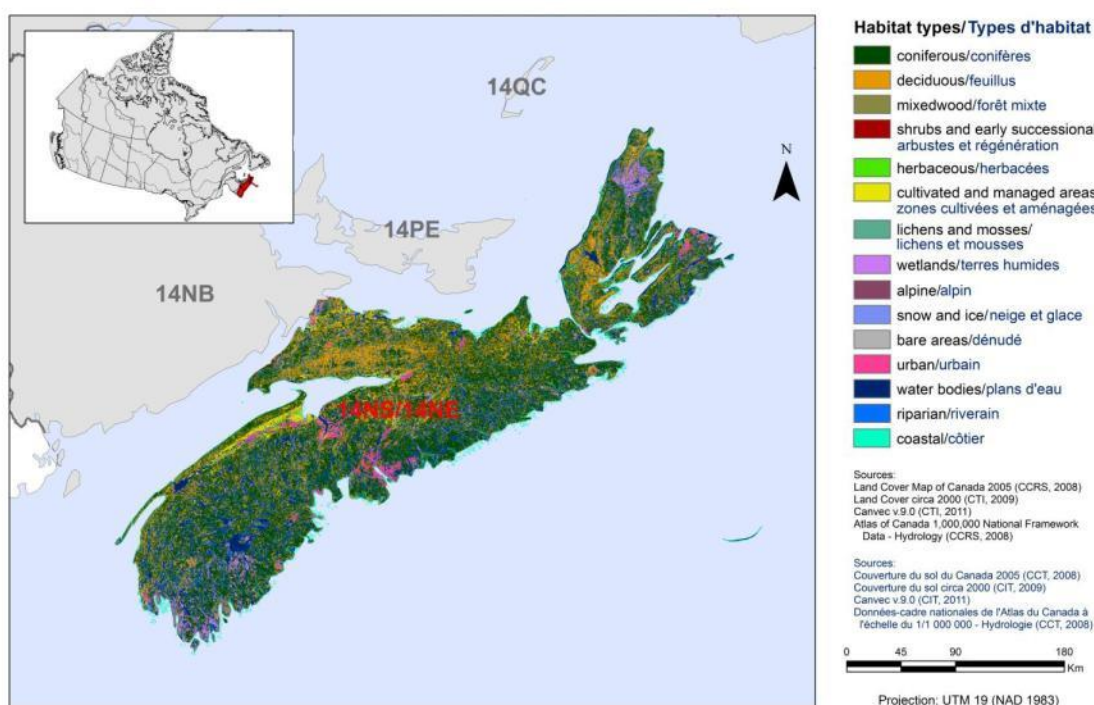 14QC
14PE
14NB
14NS/14NE
N
Habitat types/Types d'habitat
coniferous/conifères
deciduous/feuillus
mixedwood/forêt mixte
shrubs and early successional
arbustes et régénération
herbaceous/herbacées
cultivated and managed areas
zones cultivées et aménagées
lichens and mosses/
lichens et mousses
wetlands/terres humides
alpine/alpin
snow and ice/neige et glace
bare areas/dénudé
urban/urbain
water bodies/plans d'eau
riparian/riverain
coastal/côtier
Sources:
Land Cover Map of Canada 2005 (CCRS, 2008)
Land Cover circa 2000 (CTI, 2009)
Canvec v.9.0 (CTI, 2011)
Atlas of Canada 1,000,000 National Framework
Data - Hydrology (CCRS, 2008)
Sources:
Couverture du sol du Canada 2005 (CCT, 2008)
Couverture du sol circa 2000 (CIT, 2009)
Canvec v.9.0 (CIT, 2011)
Données-cadre nationales de l'Atlas du Canada à
l'échelle du 1/1 000 000 - Hydrologie (CCT, 2008)
0 45 90 180
Km
Projection: UTM 19 (NAD 1983)